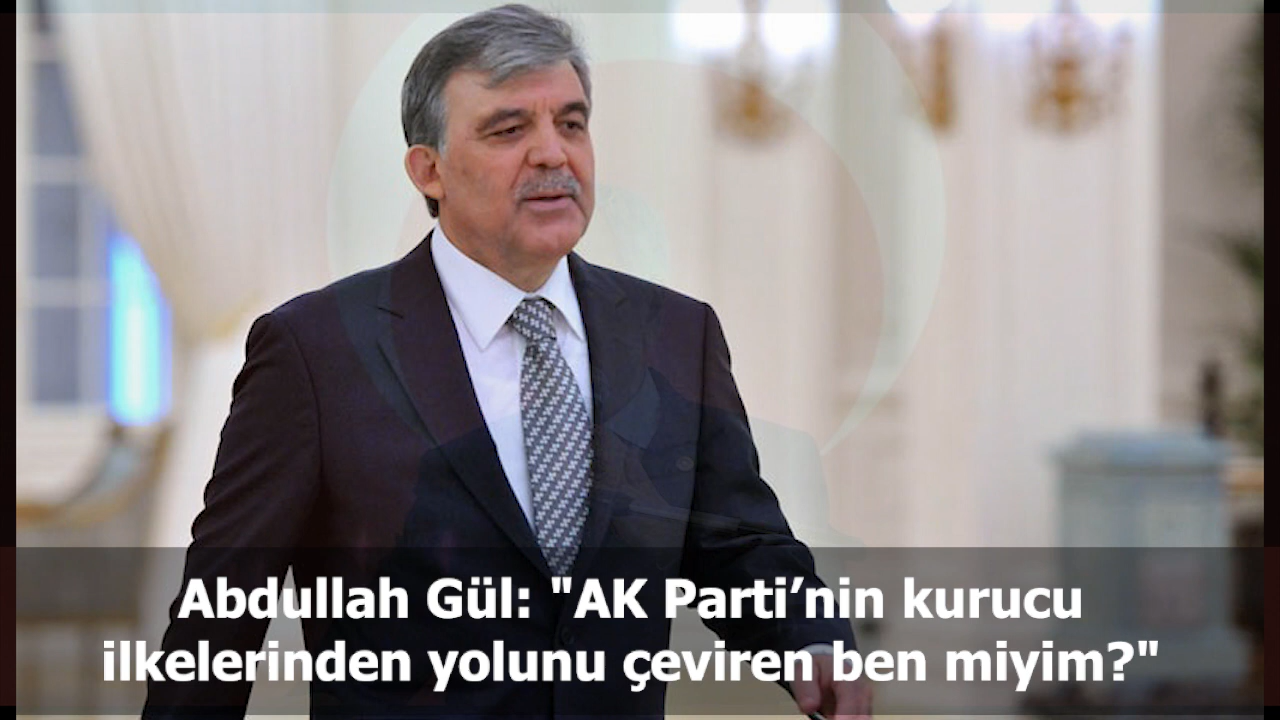 Abdullah Gül: "AK Parti’nin kurucu
ilkelerinden yolunu çeviren ben miyim?"